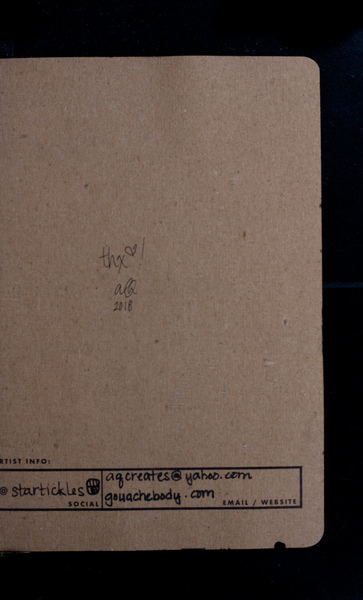 thx♡!
aQ
2018
ARTIST INFO:
@startickles
SOCIAL
aqcreates@yahoo.com
gouachebody.com
EMAIL / WEBSITE